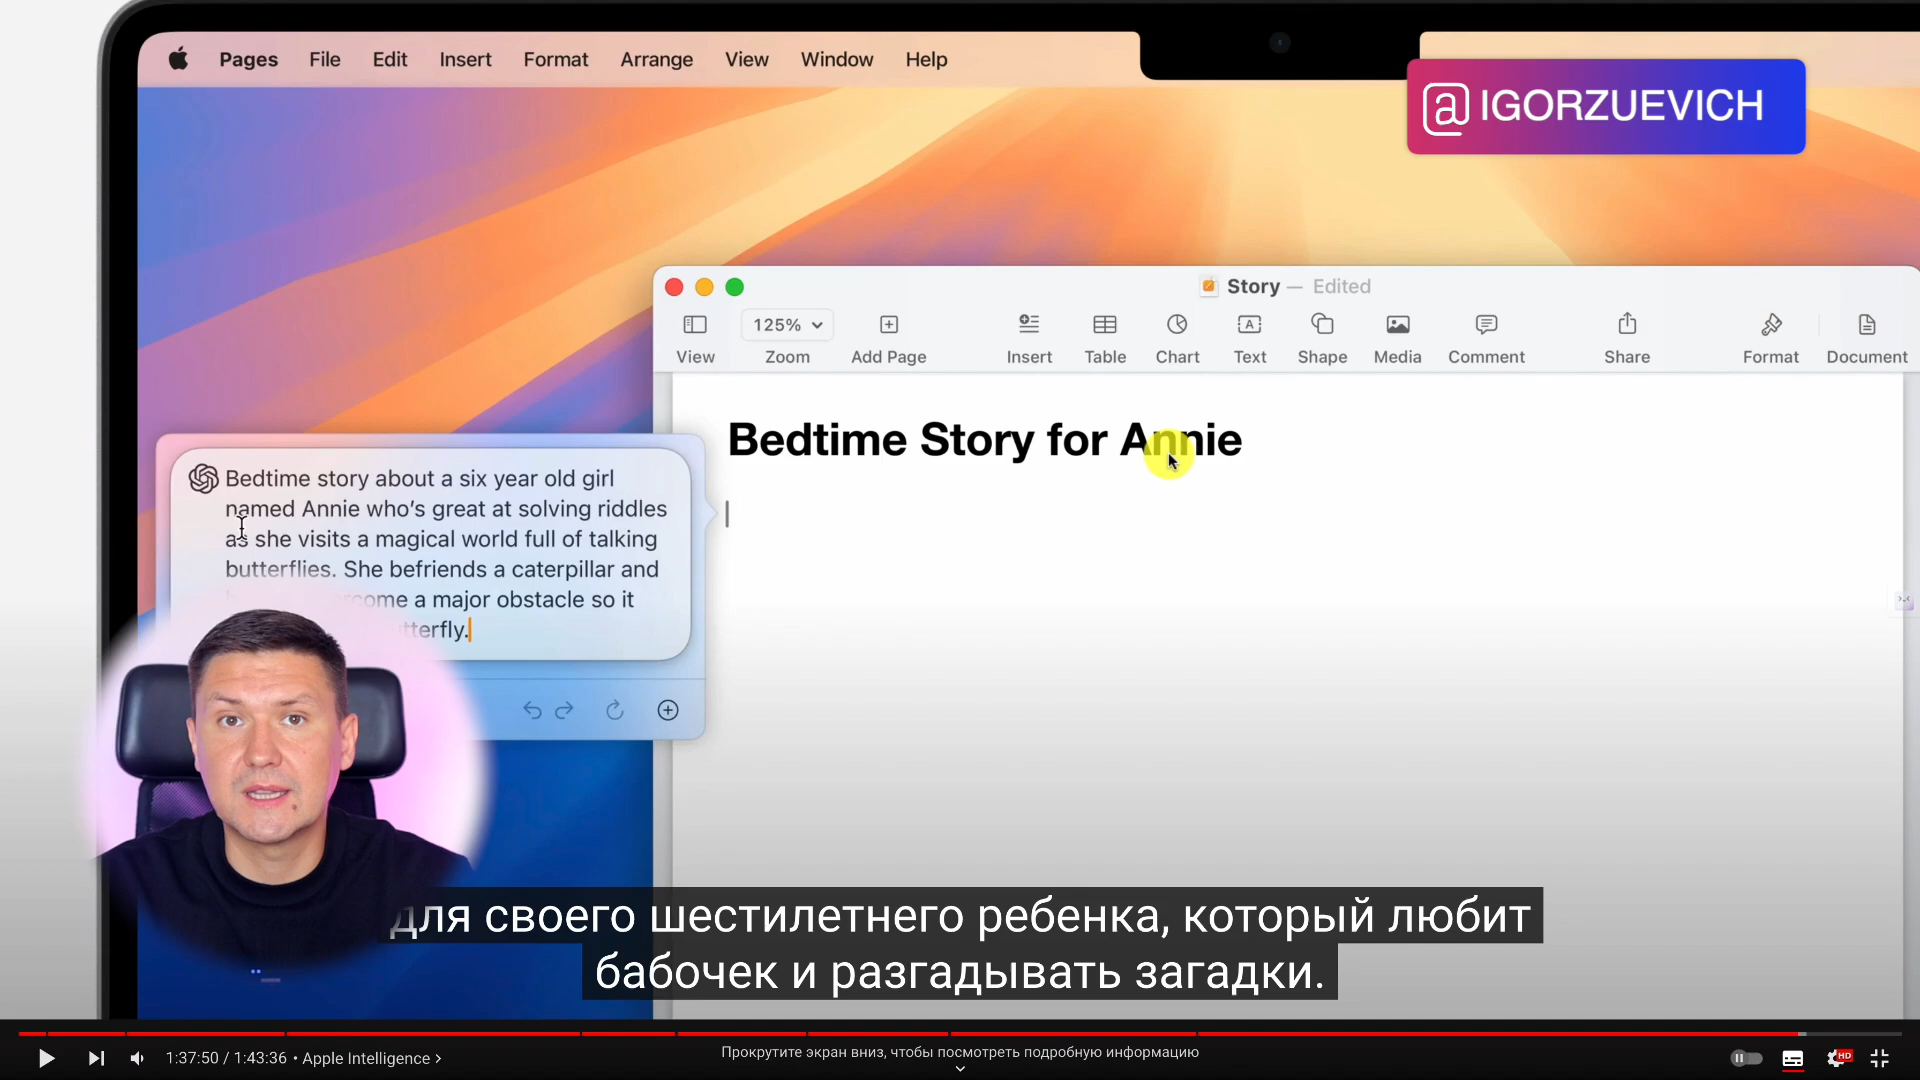 Pages File Edit Insert Format Arrange View Window Help
@IGORZUEVICH
Story — Edited
125%
View Zoom Add Page Insert Table Chart Text Shape Media Comment Share Format Document
Bedtime Story for Annie
Bedtime story about a six year old girl
named Annie who's great at solving riddles
as she visits a magical world full of talking
butterflies. She befriends a caterpillar and
a major obstacle so it
для своего шестилетнего ребенка, который любит
бабочек и разгадывать загадки.
1:37:50 / 1:43:36 • Apple Intelligence
Прокрутите экран вниз, чтобы посмотреть подробную информацию
HD